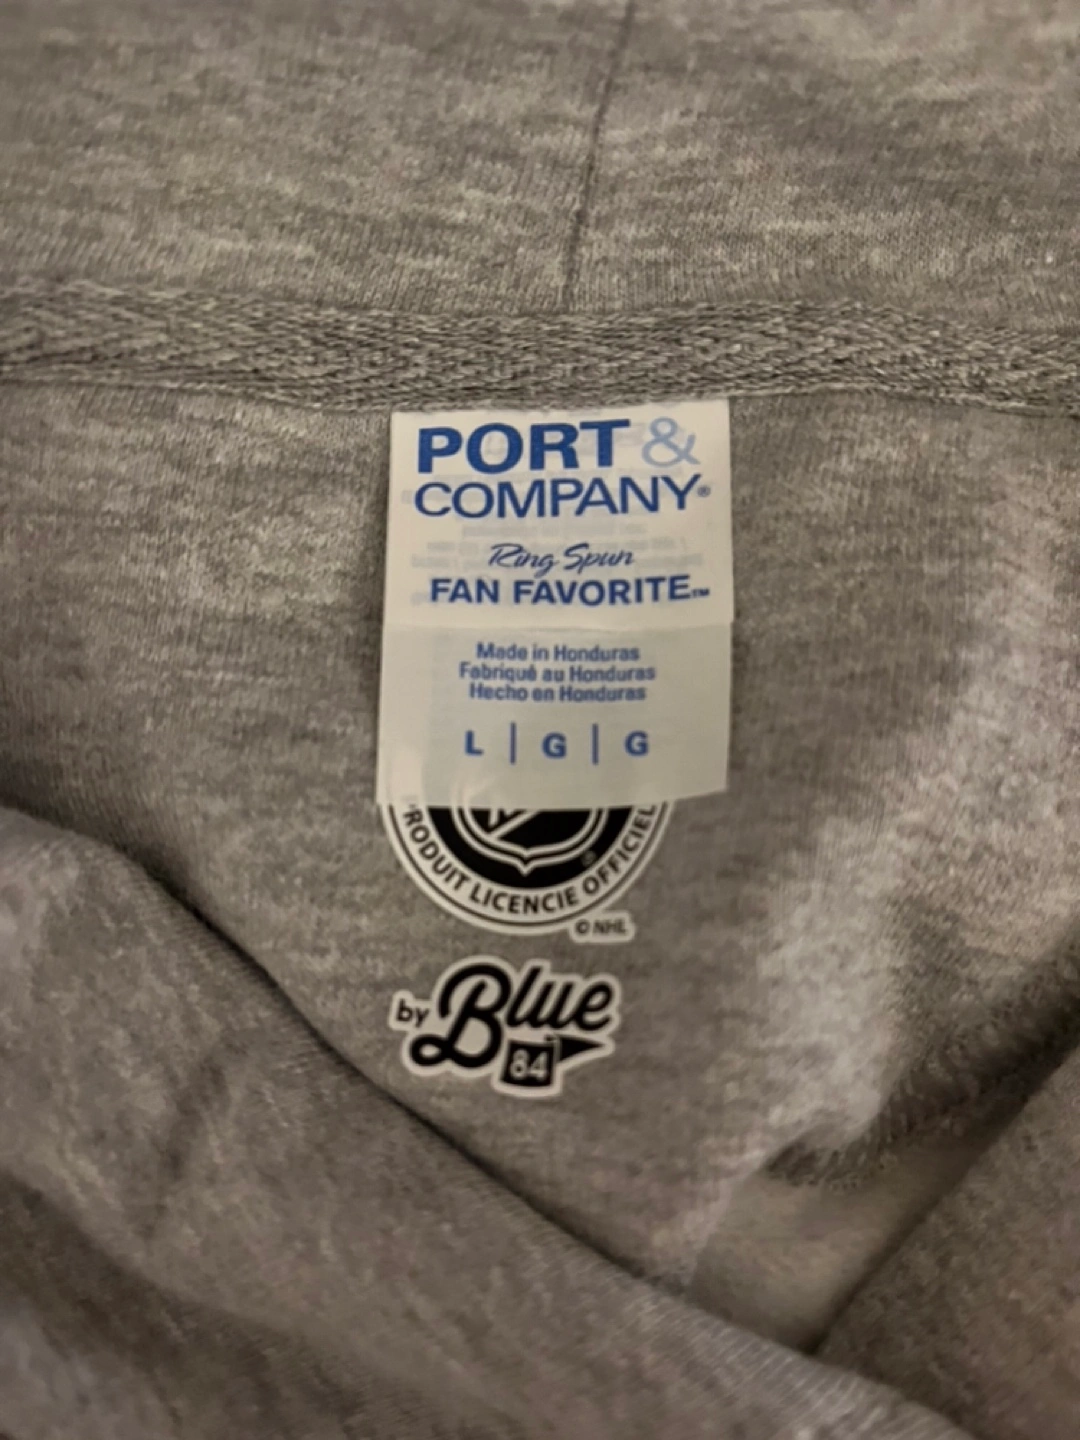 PORT &
COMPANY®
Ring Spun
FAN FAVORITE™
Made in Honduras
Fabriqué au Honduras
Hecho en Honduras
L | G | G
PRODUIT LICENCIE OFFICIEL
© NHL
by Blue
84